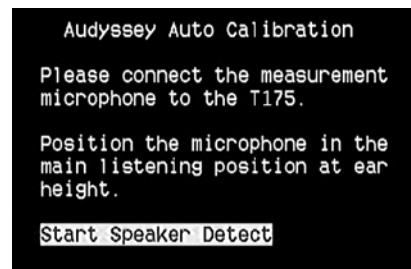 Audyssey Auto Calibration
Please connect the measurement
microphone to the T175.
Position the microphone in the
main listening position at ear
height.
Start Speaker Detect